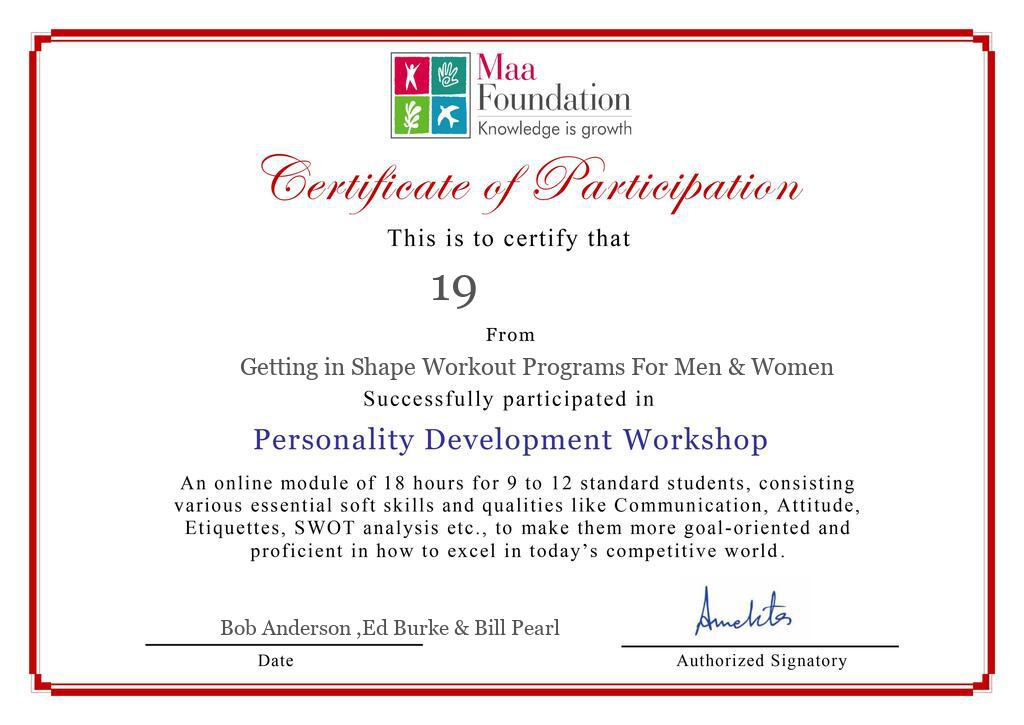 Maa
Foundation
Knowledge is growth
Certificate of Participation
This is to certify that
19
From
Getting in Shape Workout Programs For Men & Women
Successfully participated in
Personality Development Workshop
An online module of 18 hours for 9 to 12 standard students, consisting
various essential soft skills and qualities like Communication, Attitude,
Etiquettes, SWOT analysis etc., to make them more goal-oriented and
proficient in how to excel in today's competitive world.
Bob Anderson ,Ed Burke & Bill Pearl
Date
Authorized Signatory